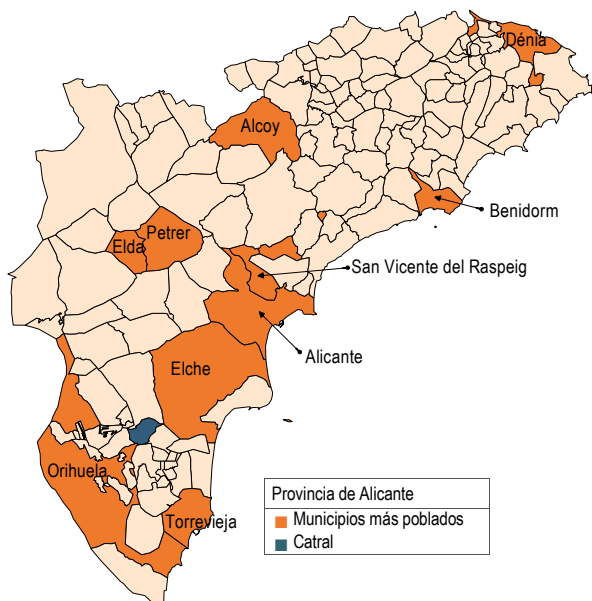 Dénia
Alcoy
Benidorm
Petrer
Elda
San Vicente del Raspeig
Alicante
Elche
Orihuela
Torrevieja
Provincia de Alicante
Municipios más poblados
Catral